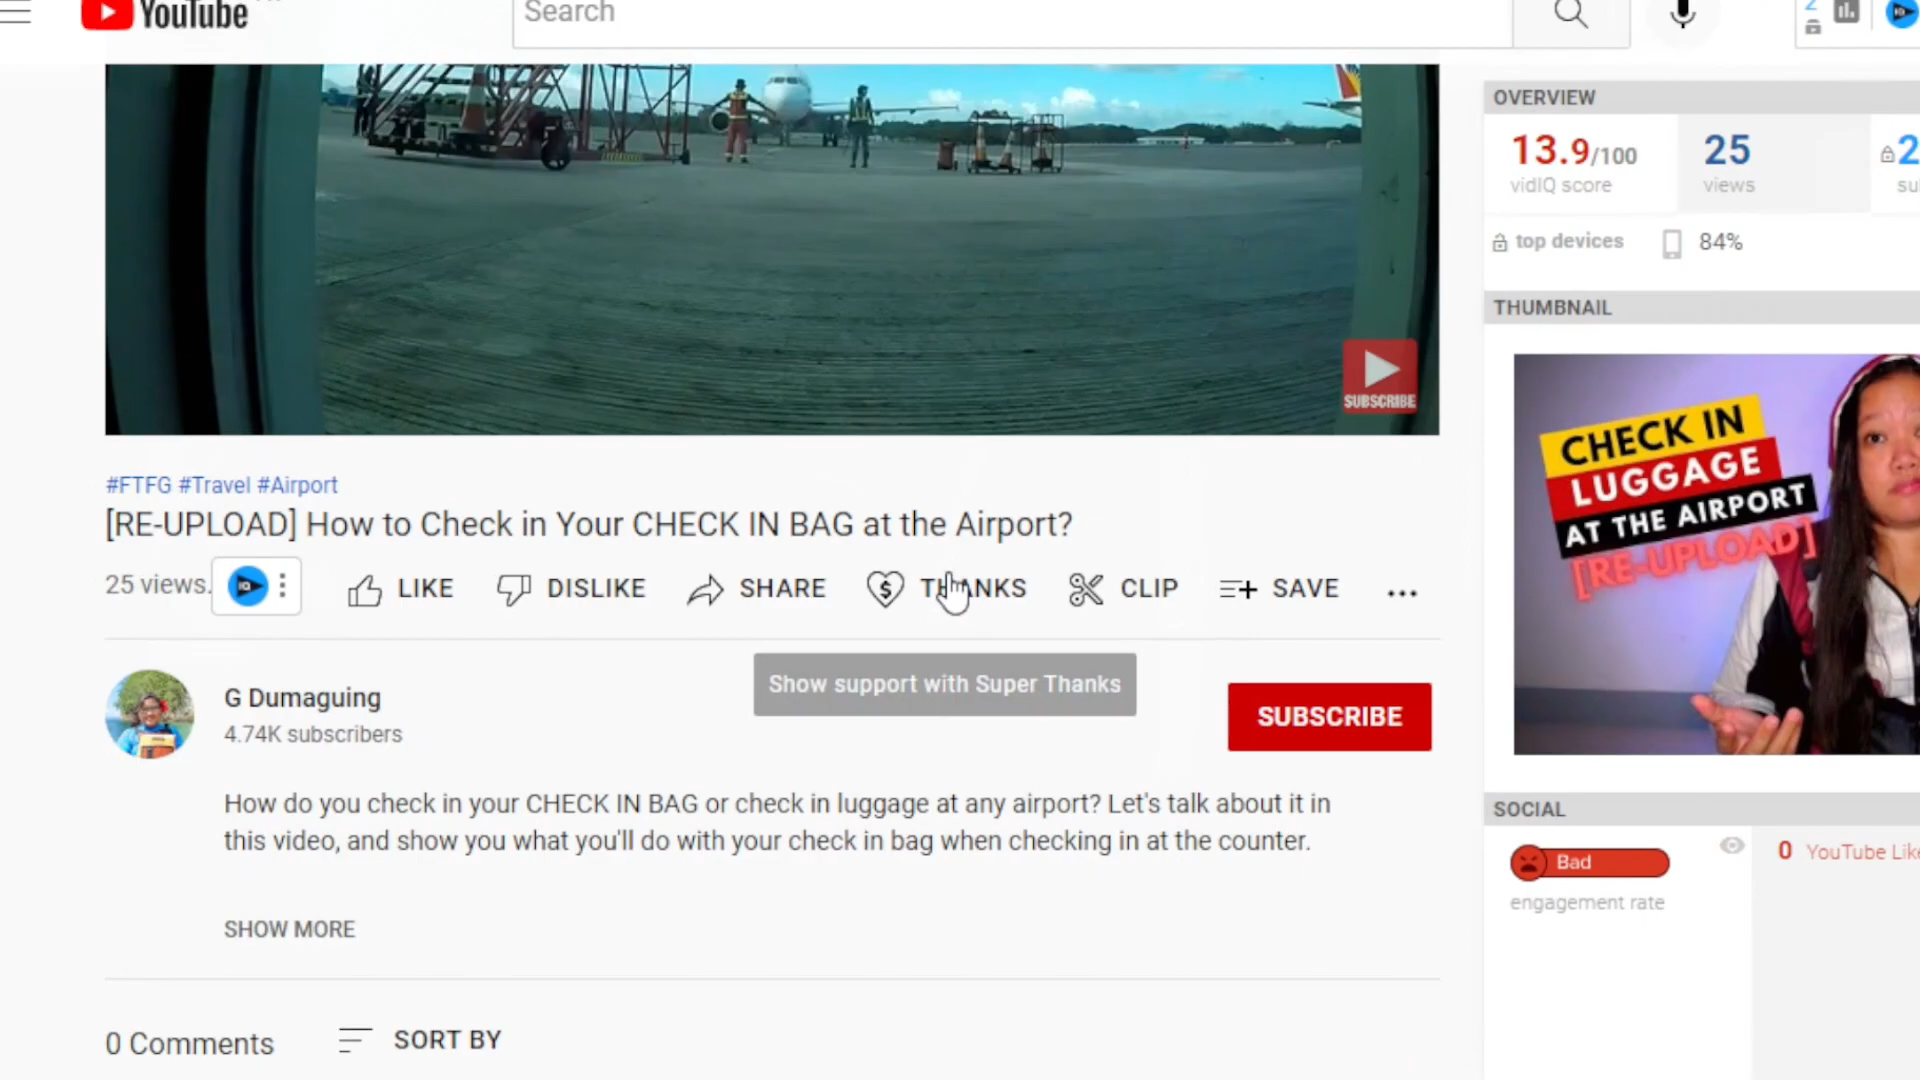 YouTube
Search
SUBSCRIBE
#FTFG #Travel #Airport
[RE-UPLOAD] How to Check in Your CHECK IN BAG at the Airport?
25 views
LIKE
DISLIKE
SHARE
THANKS
CLIP
SAVE
Show support with Super Thanks
G Dumaguing
4.74K subscribers
SUBSCRIBE
How do you check in your CHECK IN BAG or check in luggage at any airport? Let's talk about it in
this video, and show you what you'll do with your check in bag when checking in at the counter.
SHOW MORE
0 Comments
SORT BY
OVERVIEW
13.9/100
vidIQ score
25
views
top devices
84%
THUMBNAIL
CHECK IN
LUGGAGE
AT THE AIRPORT
[RE-UPLOAD]
SOCIAL
Bad
engagement rate
0 YouTube Like